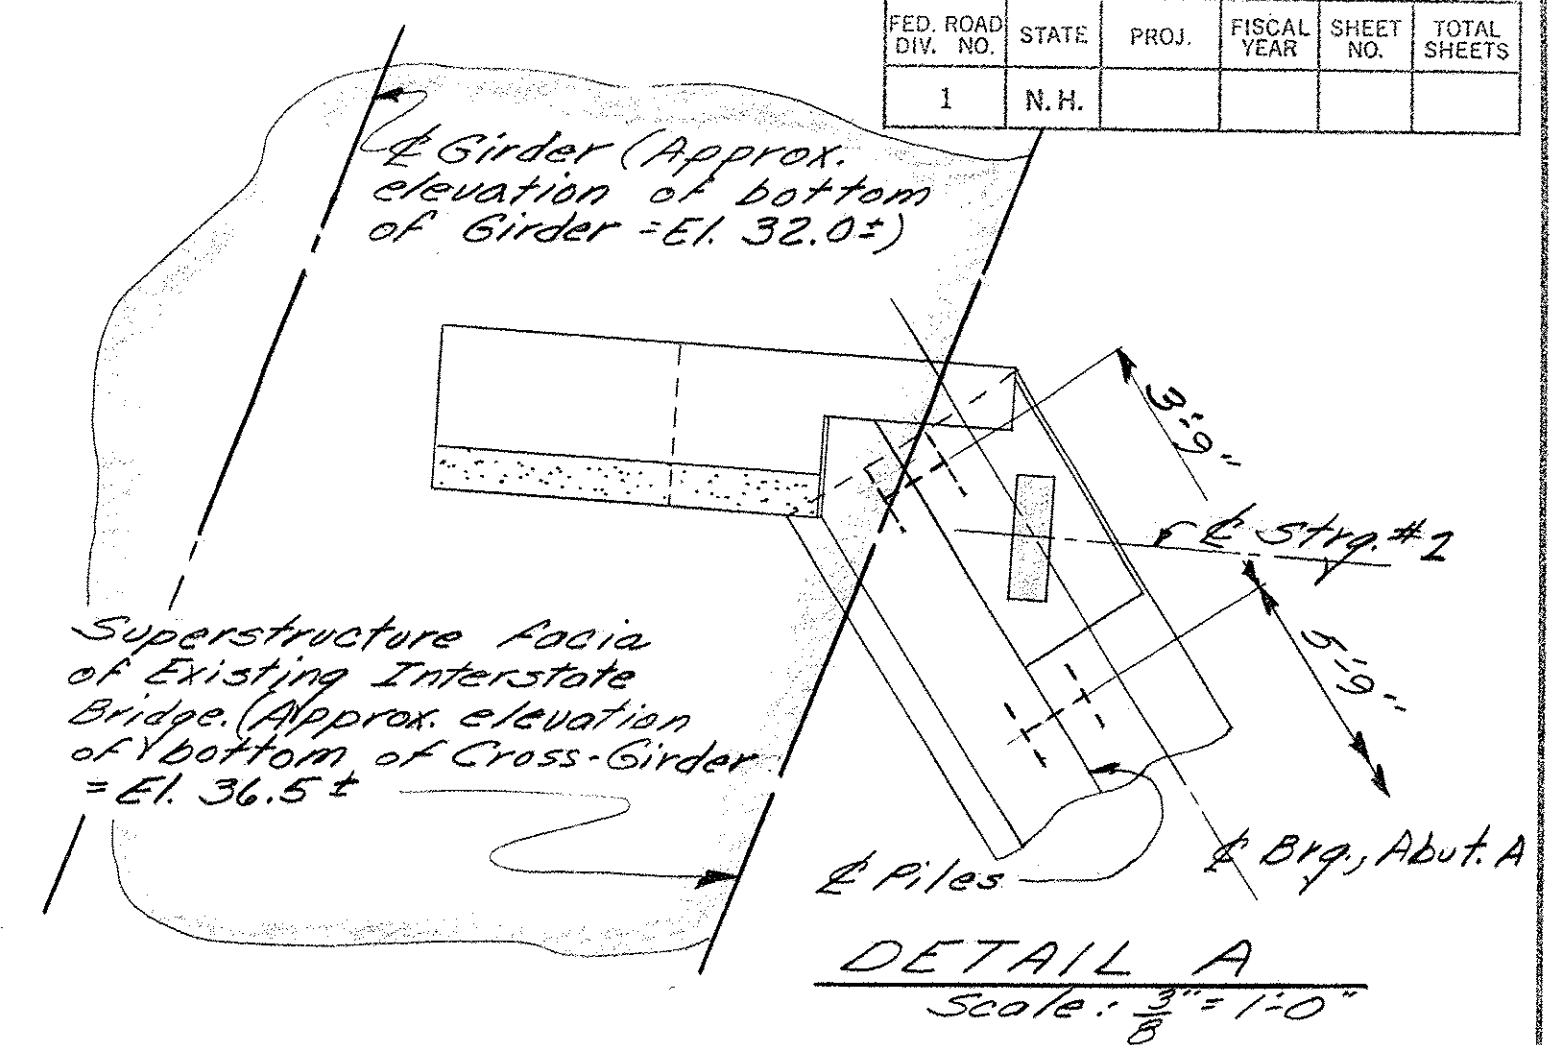 FED. ROAD DIV. NO. STATE PROJ. FISCAL YEAR SHEET NO. TOTAL SHEETS
1 N. H.
℄ Girder (Approx.
elevation of bottom
of Girder = El. 32.0±)
3'-9"
℄ Strg. #2
5'-9"
Superstructure facia
of Existing Interstate
Bridge. (Approx. elevation
of bottom of Cross-Girder
= El. 36.5 ±
℄ Piles
℄ Brg., Abut. A
DETAIL A
Scale: 3/8" = 1'-0"